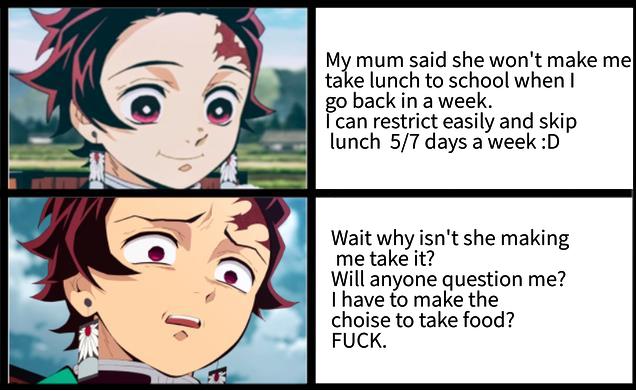 My mum said she won't make me
take lunch to school when I
go back in a week.
I can restrict easily and skip
lunch 5/7 days a week :D
Wait why isn't she making
me take it?
Will anyone question me?
I have to make the
choise to take food?
FUCK.